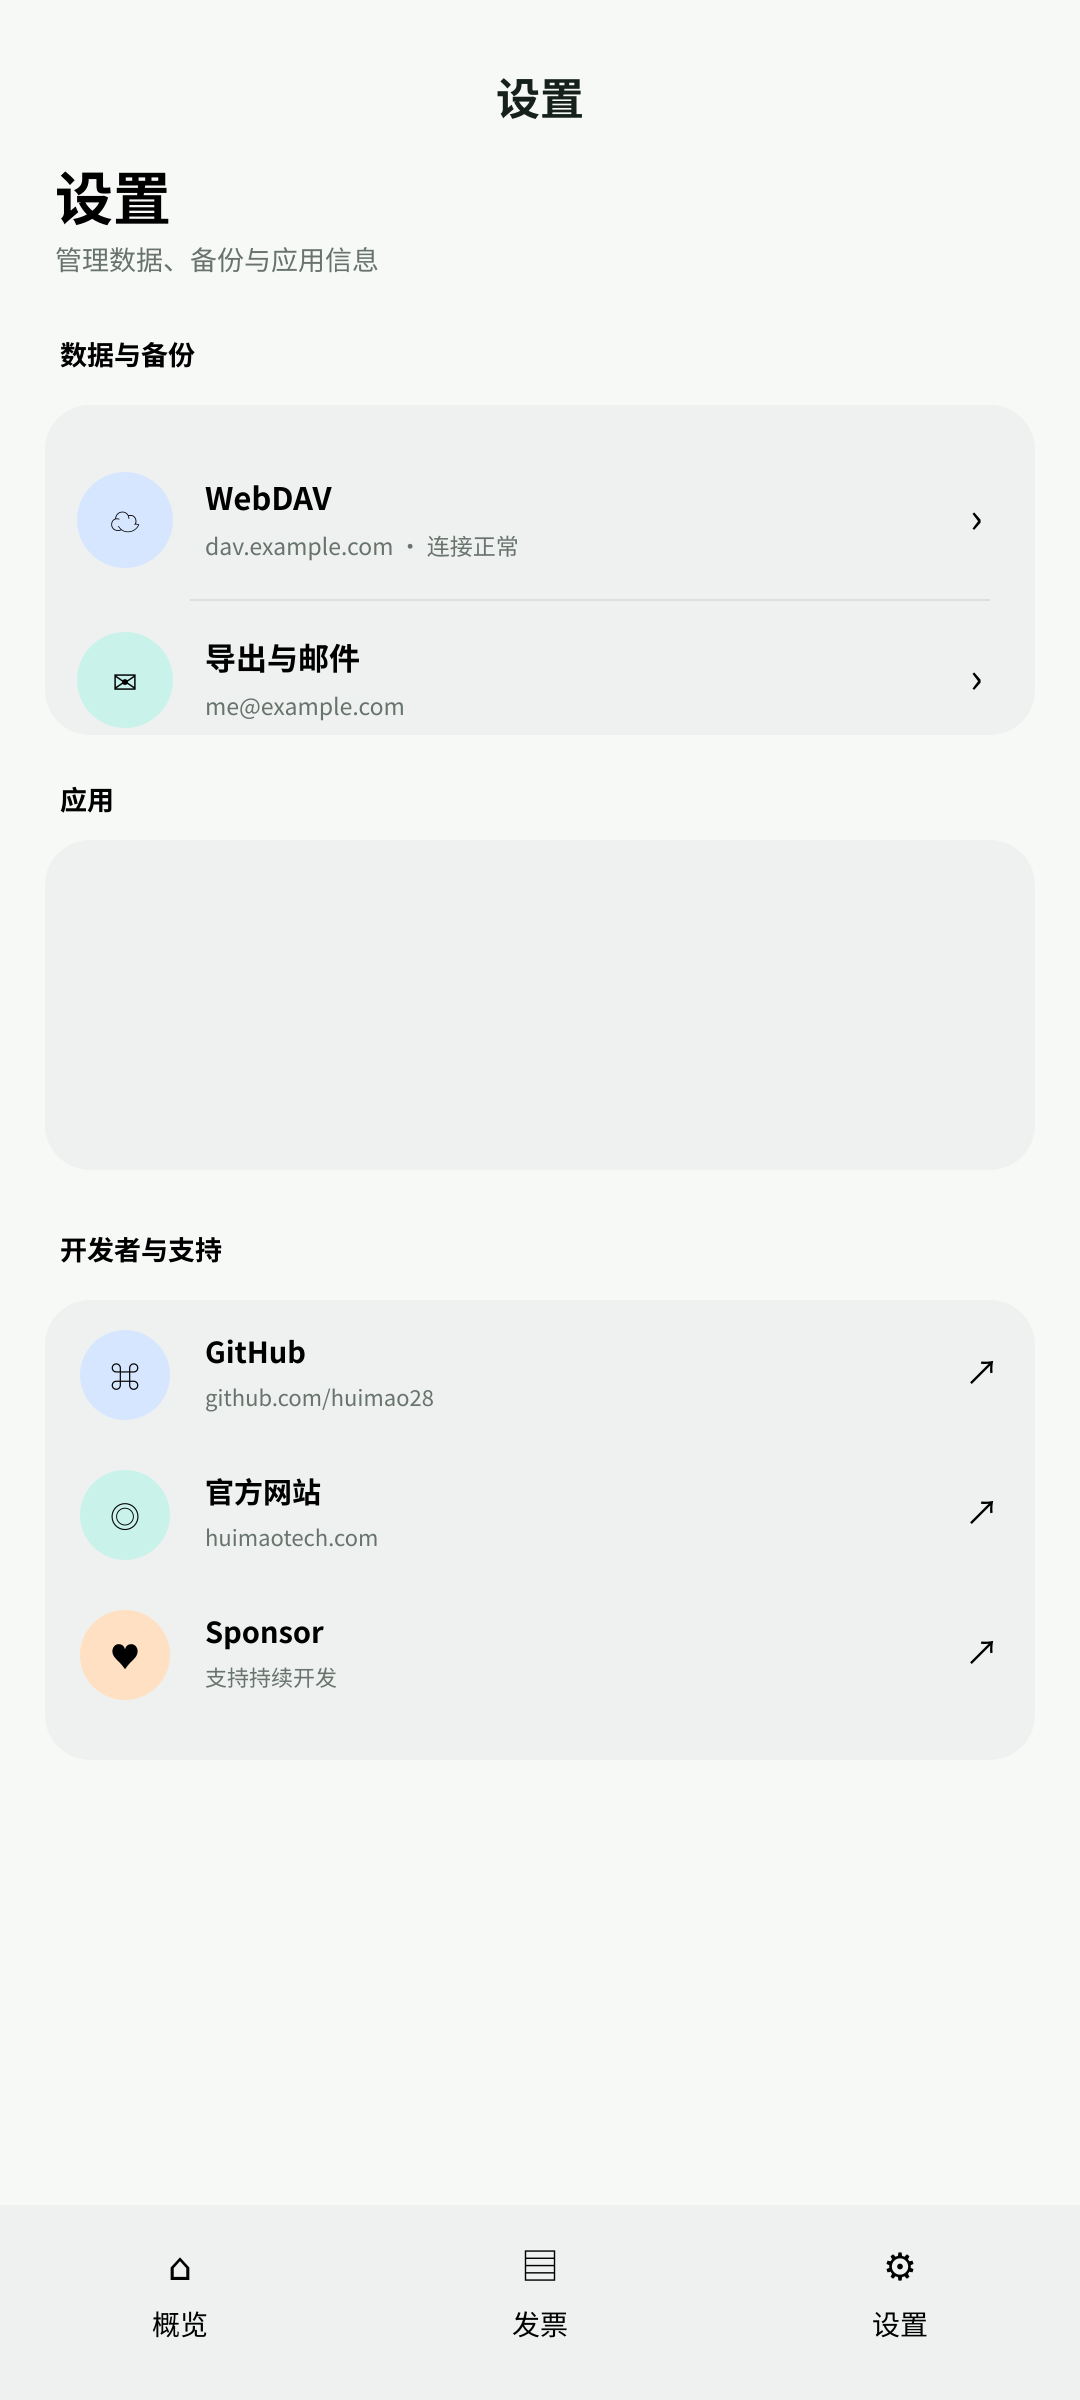 设置
设置
管理数据、备份与应用信息
数据与备份
WebDAV
dav.example.com · 连接正常
导出与邮件
me@example.com
应用
开发者与支持
GitHub
github.com/huimao28
官方网站
huimaotech.com
Sponsor
支持持续开发
概览
发票
设置